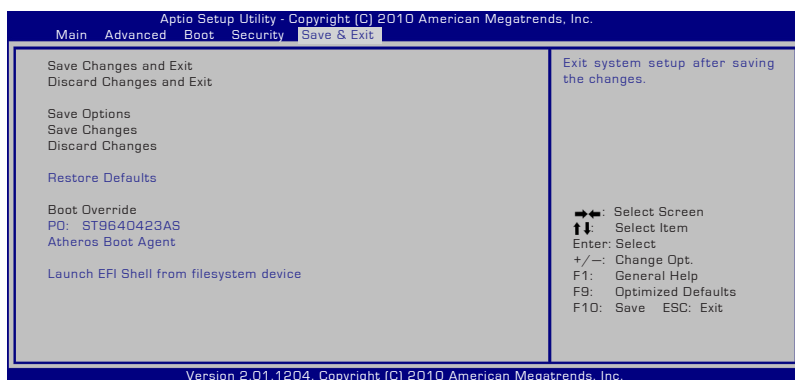 Aptio Setup Utility - Copyright (C) 2010 American Megatrends, Inc.
Main Advanced Boot Security Save & Exit
Save Changes and Exit
Discard Changes and Exit
Save Options
Save Changes
Discard Changes
Restore Defaults
Boot Override
P0: ST9640423AS
Atheros Boot Agent
Launch EFI Shell from filesystem device
Exit system setup after saving
the changes.
→←: Select Screen
↑↓: Select Item
Enter: Select
+/—: Change Opt.
F1: General Help
F9: Optimized Defaults
F10: Save ESC: Exit
Version 2.01.1204. Copyright (C) 2010 American Megatrends, Inc.